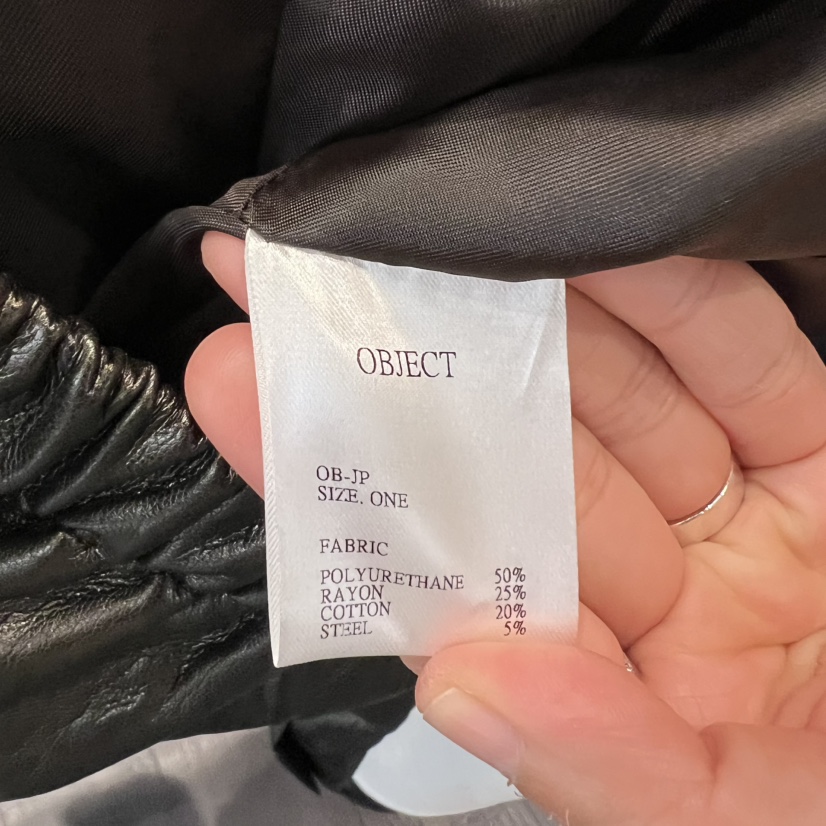 OBJECT
OB-JP
SIZE. ONE
FABRIC
POLYURETHANE 50%
RAYON 25%
COTTON 20%
STEEL 5%